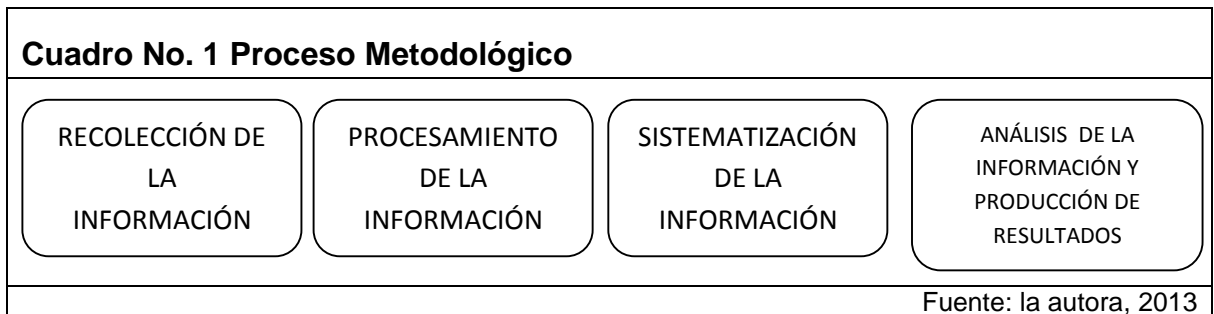 Cuadro No. 1 Proceso Metodológico
RECOLECCIÓN DE
LA
INFORMACIÓN
PROCESAMIENTO
DE LA
INFORMACIÓN
SISTEMATIZACIÓN
DE LA
INFORMACIÓN
ANÁLISIS DE LA
INFORMACIÓN Y
PRODUCCIÓN DE
RESULTADOS
Fuente: la autora, 2013